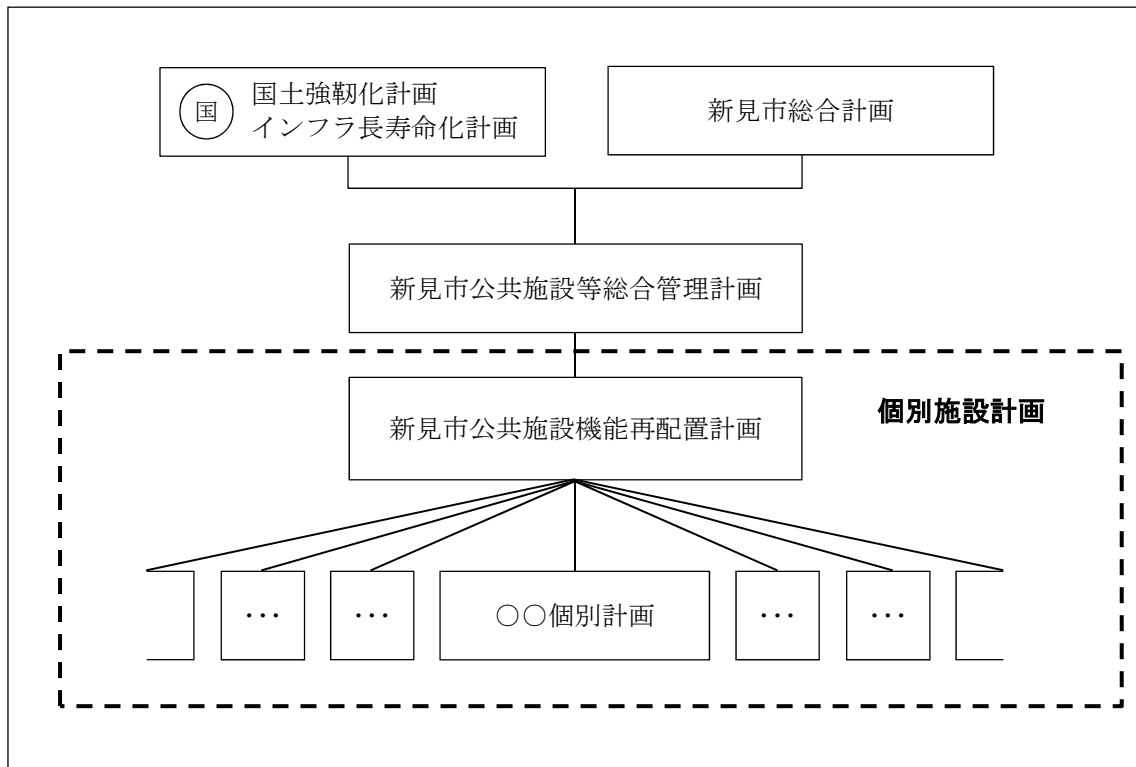 国
国土強靭化計画
インフラ長寿命化計画
新見市総合計画
新見市公共施設等総合管理計画
個別施設計画
新見市公共施設機能再配置計画
…
…
○○個別計画
…
…